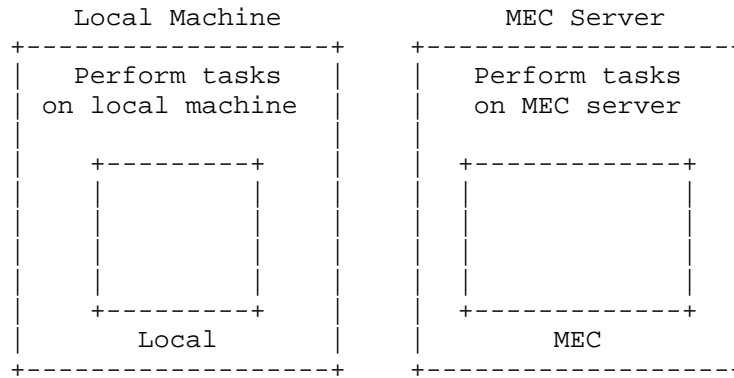 Local Machine
MEC Server
Perform tasks
on local machine
Perform tasks
on MEC server
Local
MEC